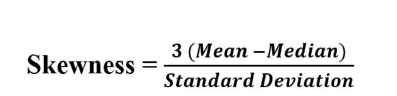 Skewness = 3 (Mean –Median) / Standard Deviation